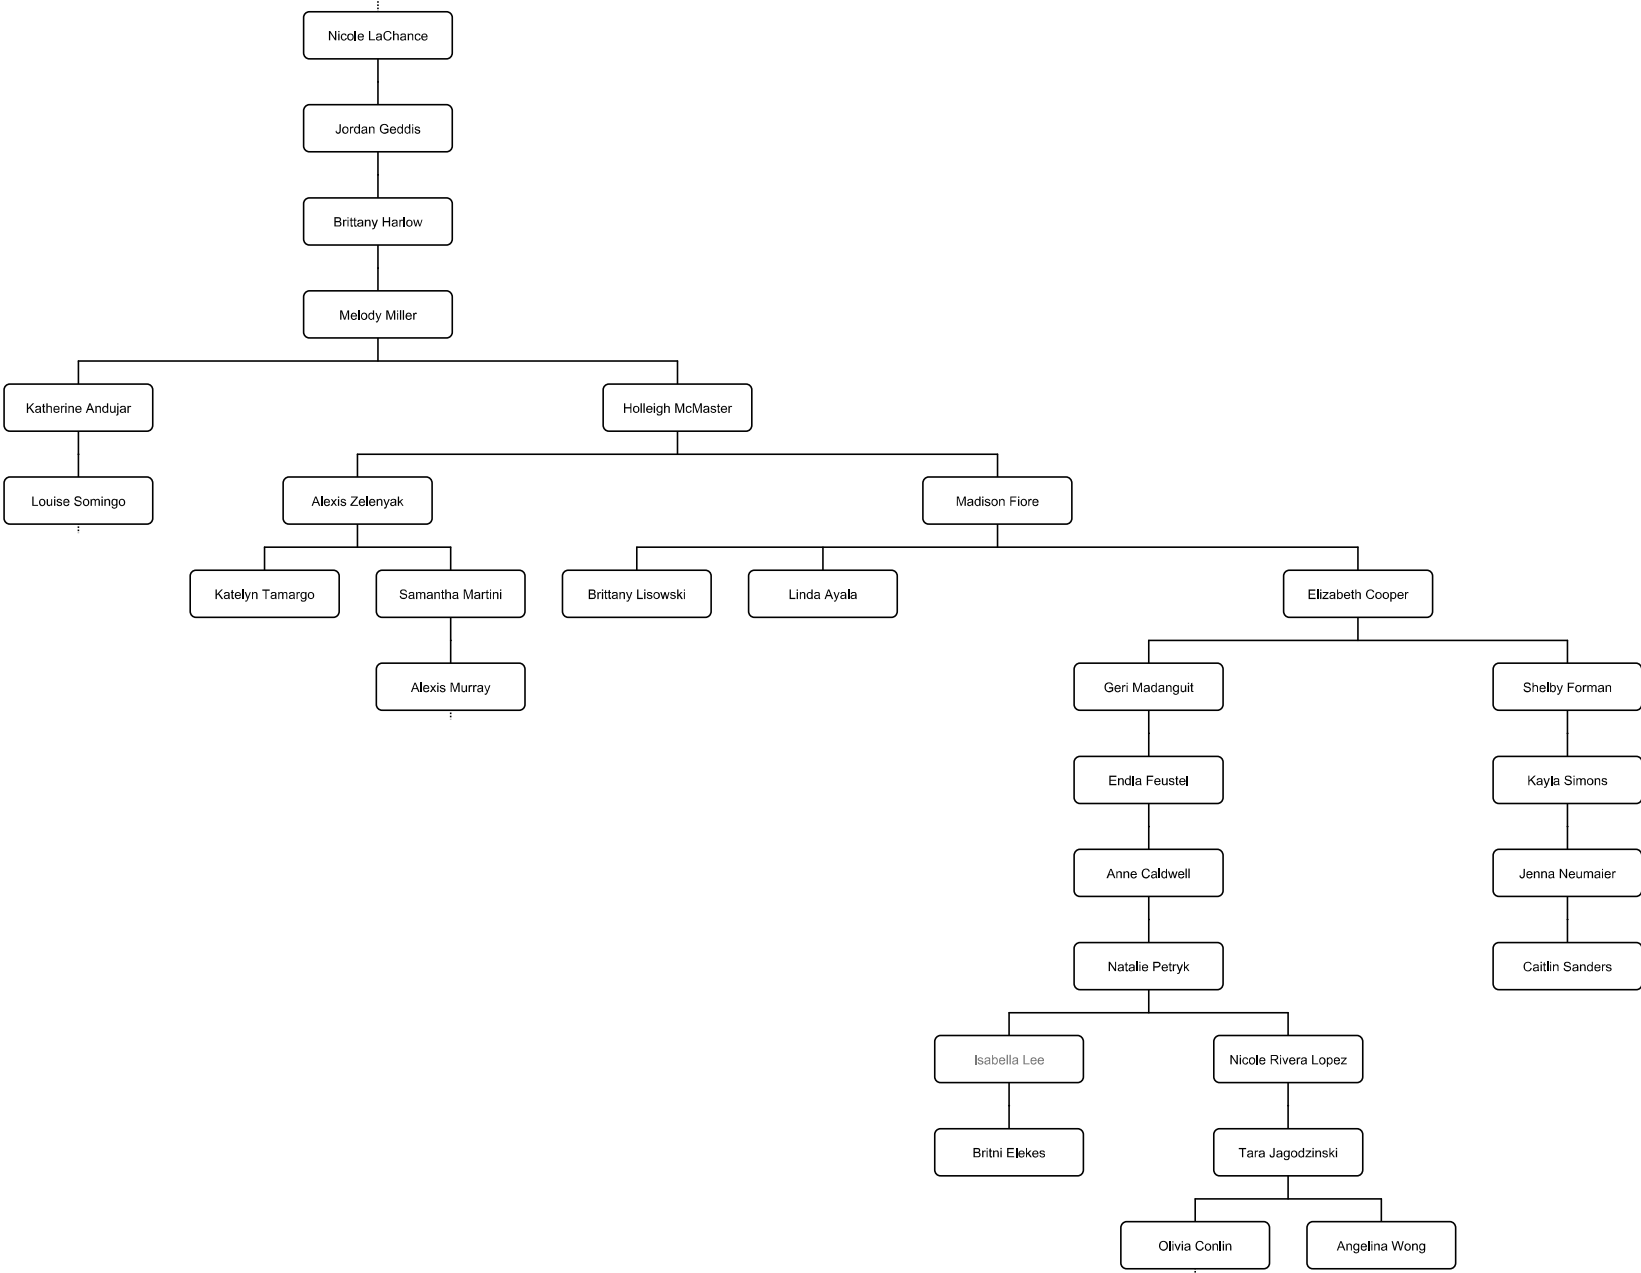 Nicole LaChance
Jordan Geddis
Brittany Harlow
Melody Miller
Katherine Andujar
Holleigh McMaster
Louise Somingo
Alexis Zelenyak
Madison Fiore
Katelyn Tamargo
Samantha Martini
Brittany Lisowski
Linda Ayala
Elizabeth Cooper
Alexis Murray
Geri Madanguit
Shelby Forman
Endla Feustel
Kayla Simons
Anne Caldwell
Jenna Neumaier
Natalie Petryk
Caitlin Sanders
Isabella Lee
Nicole Rivera Lopez
Britni Elekes
Tara Jagodzinski
Olivia Conlin
Angelina Wong